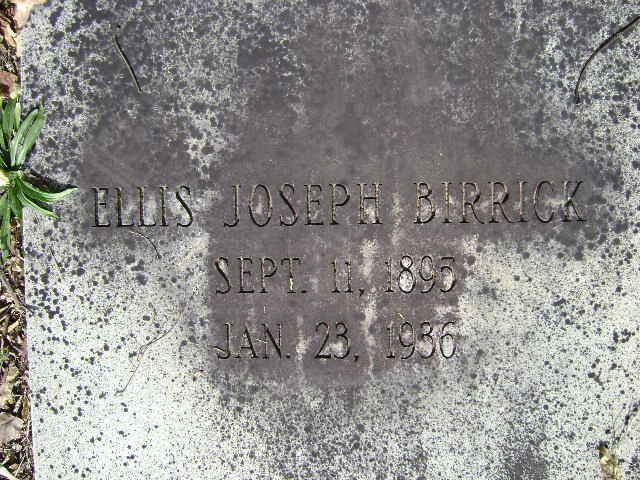 ELLIS JOSEPH BIRRICK
SEPT. 11, 1895
JAN. 23, 1936